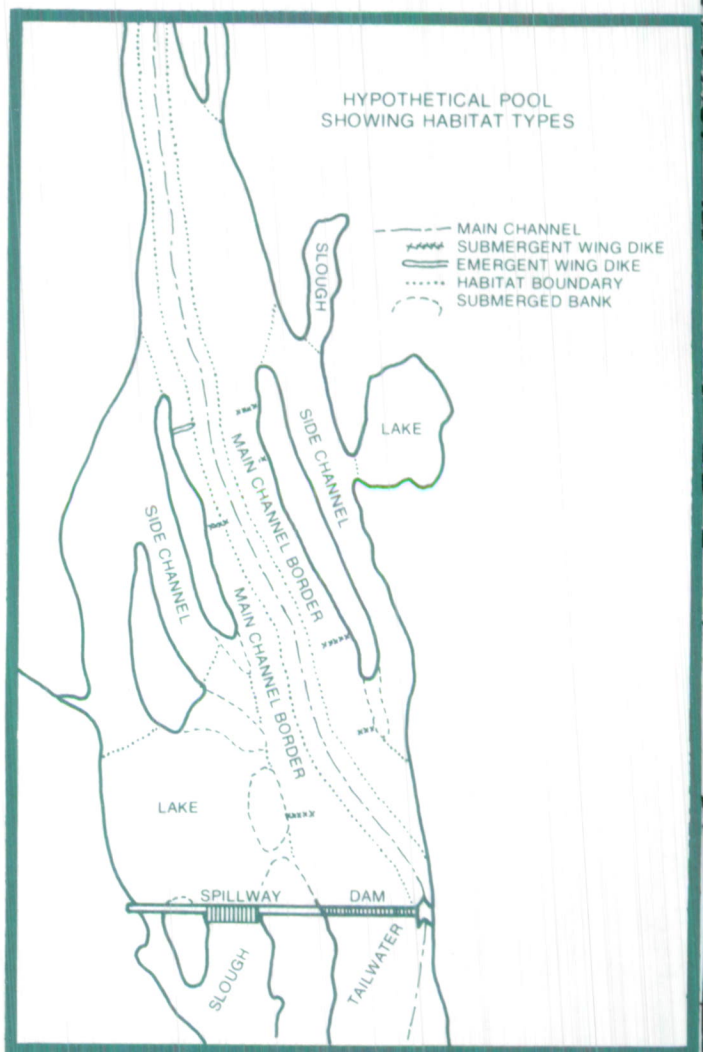 HYPOTHETICAL POOL
SHOWING HABITAT TYPES
MAIN CHANNEL
SUBMERGENT WING DIKE
EMERGENT WING DIKE
HABITAT BOUNDARY
SUBMERGED BANK
SLOUGH
LAKE
SIDE CHANNEL
MAIN CHANNEL BORDER
SIDE CHANNEL
MAIN CHANNEL BORDER
LAKE
SPILLWAY
DAM
SLOUGH
TAILWATER